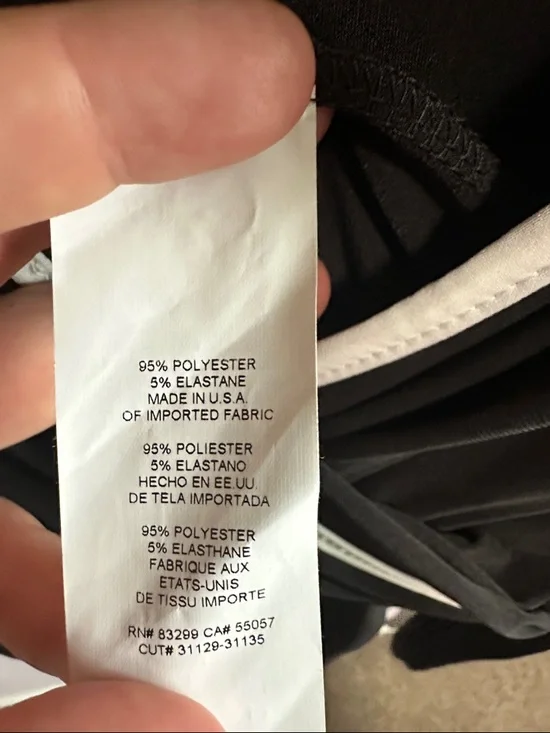 95% POLYESTER
5% ELASTANE
MADE IN U.S.A.
OF IMPORTED FABRIC
95% POLIESTER
5% ELASTANO
HECHO EN EE.UU.
DE TELA IMPORTADA
95% POLYESTER
5% ELASTHANE
FABRIQUE AUX
ETATS-UNIS
DE TISSU IMPORTE
RN# 83299 CA# 55057
CUT# 31129-31135